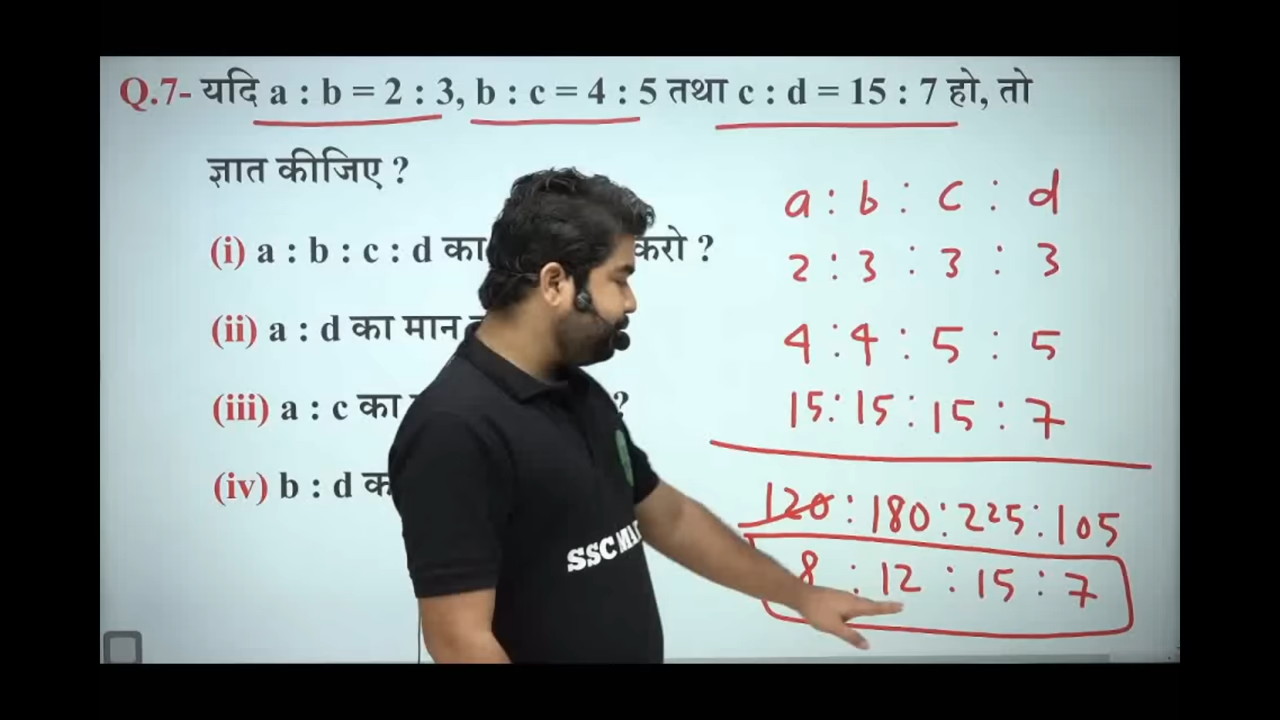 Q.7- यदि a : b = 2 : 3, b : c = 4 : 5 तथा c : d = 15 : 7 हो, तो
ज्ञात कीजिए ?
(i) a : b : c : d का करो ?
(ii) a : d का मान
(iii) a : c का ?
(iv) b : d
a : b : c : d
2 : 3 : 3 : 3
4 : 4 : 5 : 5
15 : 15 : 15 : 7
120 : 180 : 225 : 105
8 : 12 : 15 : 7
SSC